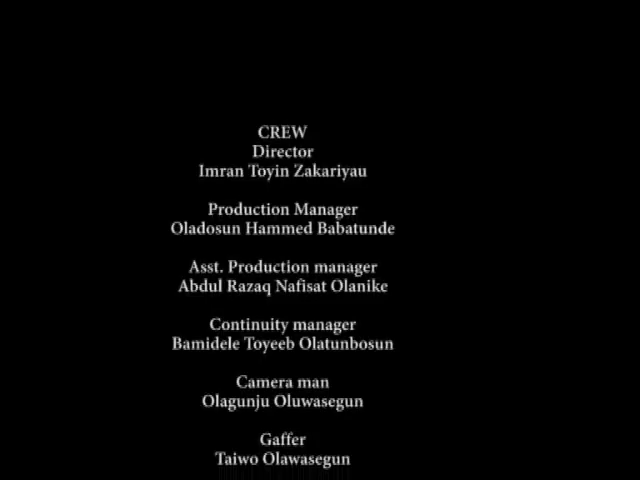 CREW
Director
Imran Toyin Zakariyau
Production Manager
Oladosun Hammed Babatunde
Asst. Production manager
Abdul Razaq Nafisat Olanike
Continuity manager
Bamidele Toyeeb Olatunbosun
Camera man
Olagunju Oluwasegun
Gaffer
Taiwo Olawasegun